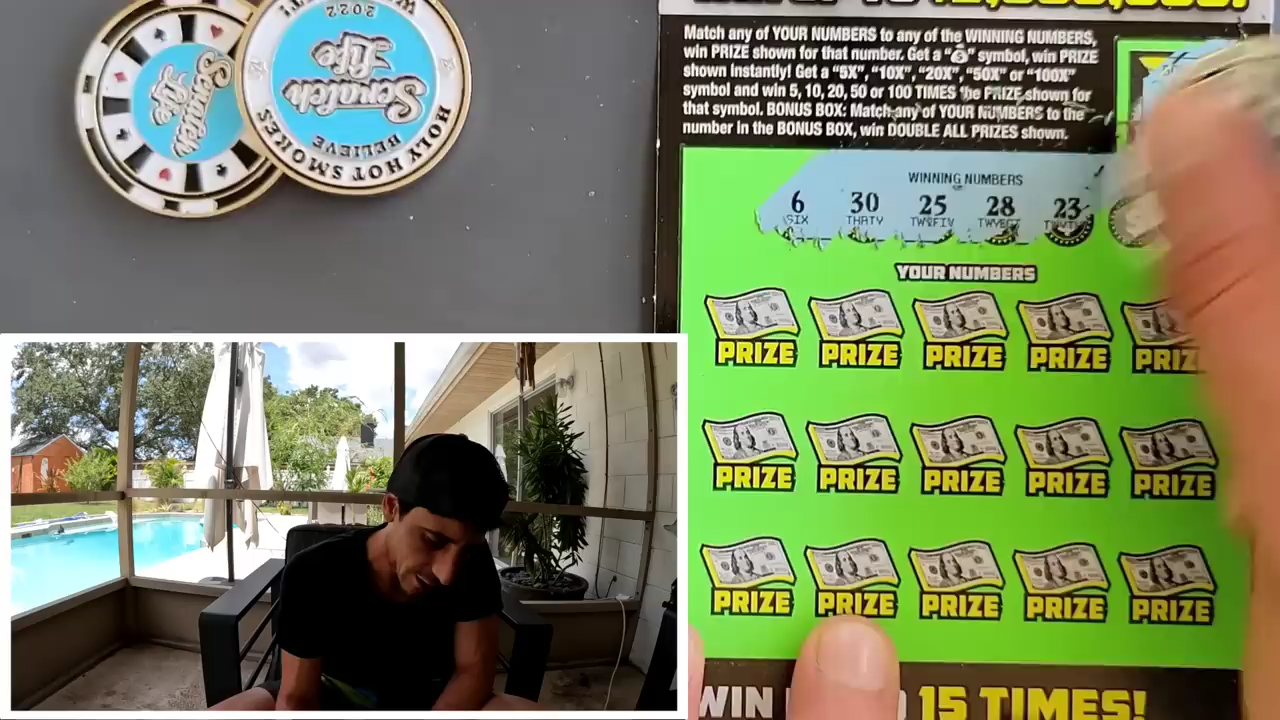 2022
Scratch
Life
Scratch
Life
BELIEVE
HOLY HOT SMOKES
Match any of YOUR NUMBERS to any of the WINNING NUMBERS,
win PRIZE shown for that number. Get a " " symbol, win PRIZE
shown instantly! Get a "5X", "10X", "20X", "50X" or "100X"
symbol and win 5, 10, 20, 50 or 100 TIMES the PRIZE shown for
that symbol. BONUS BOX: Match any of YOUR NUMBERS to the
number in the BONUS BOX, win DOUBLE ALL PRIZES shown.
WINNING NUMBERS
6 30 25 28 23
SIX THRTY TWYFIV TWYEGT
YOUR NUMBERS
PRIZE PRIZE PRIZE PRIZE PRIZ
PRIZE PRIZE PRIZE PRIZE PRIZE
PRIZE PRIZE PRIZE PRIZE PRIZE
WIN 15 TIMES!